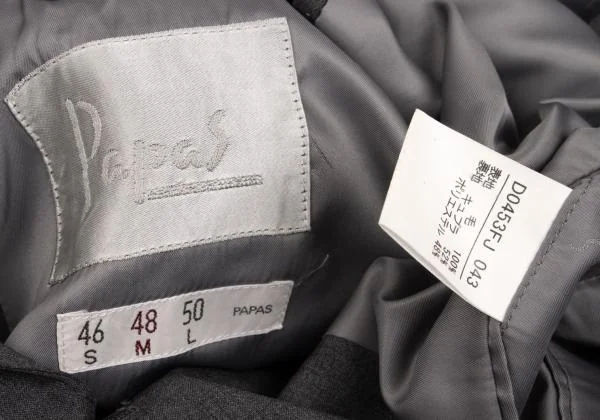 Papas
46 48 50 PAPAS
S M L
D0453FJ 043
表地 毛 100%
裏地 キュプラ 52%
ポリエステル 48%